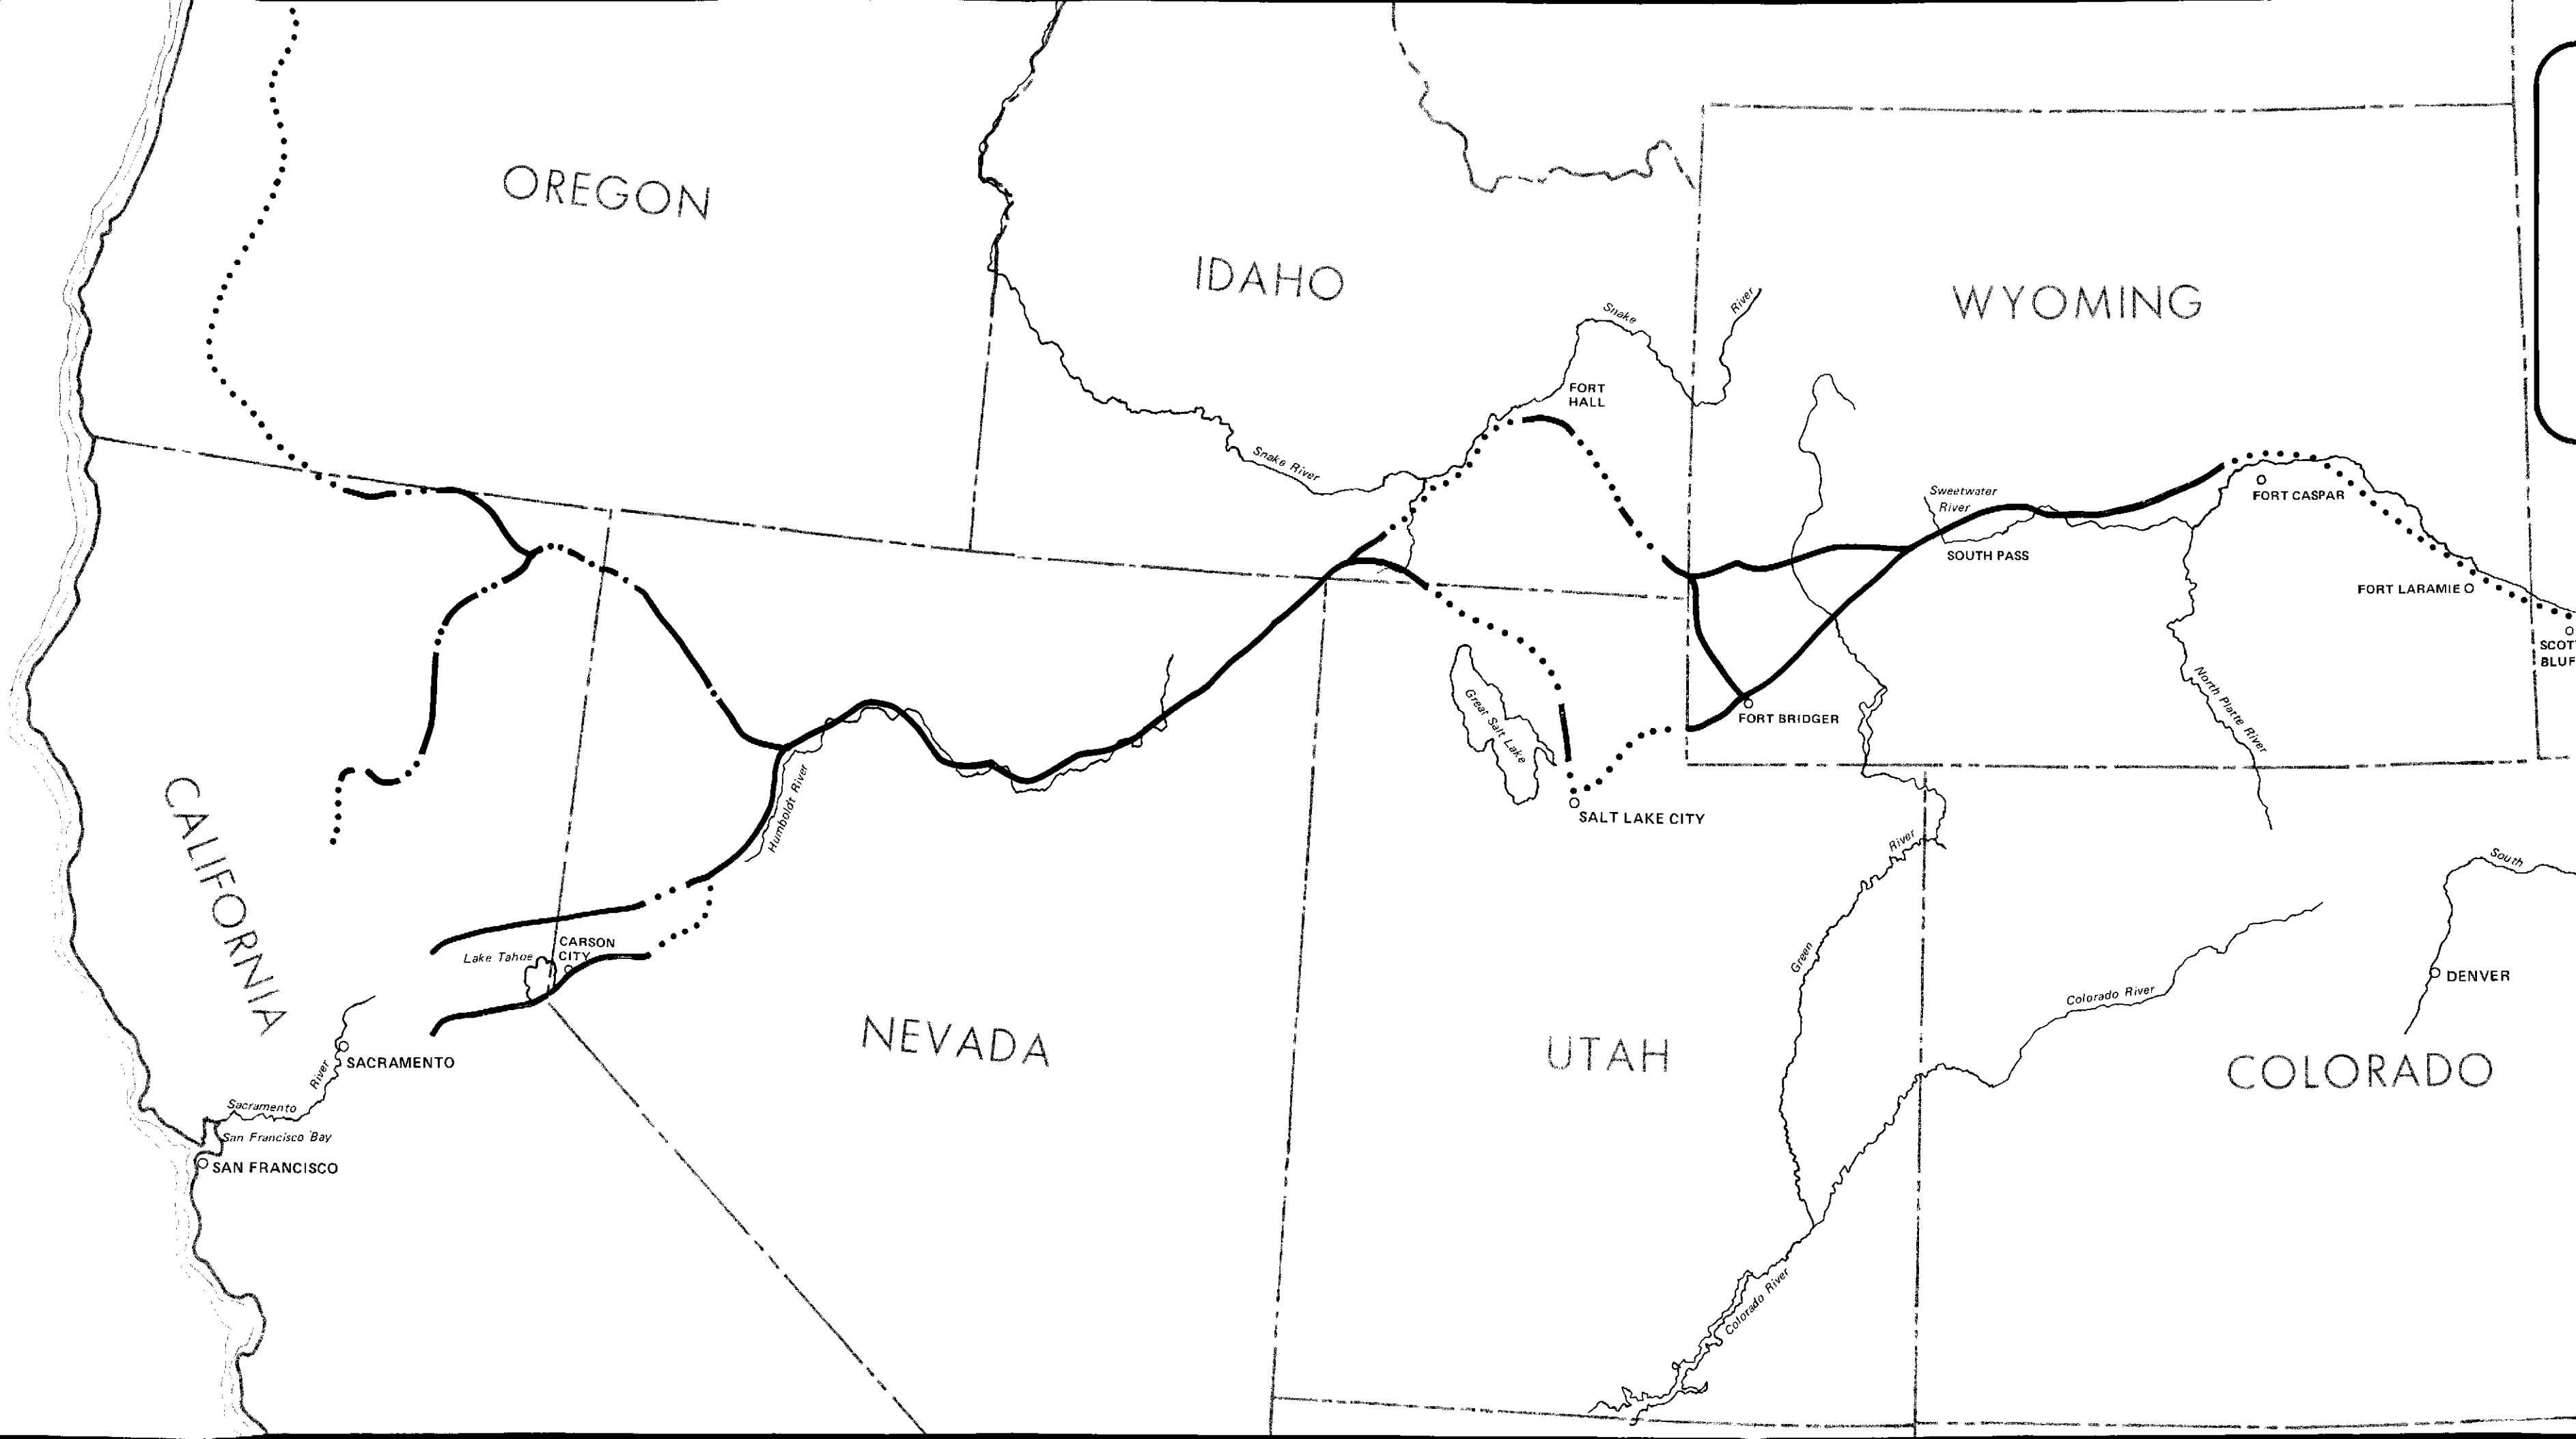 OREGON
IDAHO
WYOMING
Snake
River
FORT
HALL
Snake River
Sweetwater
River
SOUTH PASS
FORT CASPAR
FORT LARAMIE
SCOT
BLUF
North Platte River
FORT BRIDGER
Great Salt Lake
SALT LAKE CITY
Humboldt River
CALIFORNIA
Lake Tahoe
CARSON
CITY
SACRAMENTO
River
Sacramento
San Francisco Bay
SAN FRANCISCO
NEVADA
UTAH
River
Green
Colorado River
Colorado River
South
DENVER
COLORADO